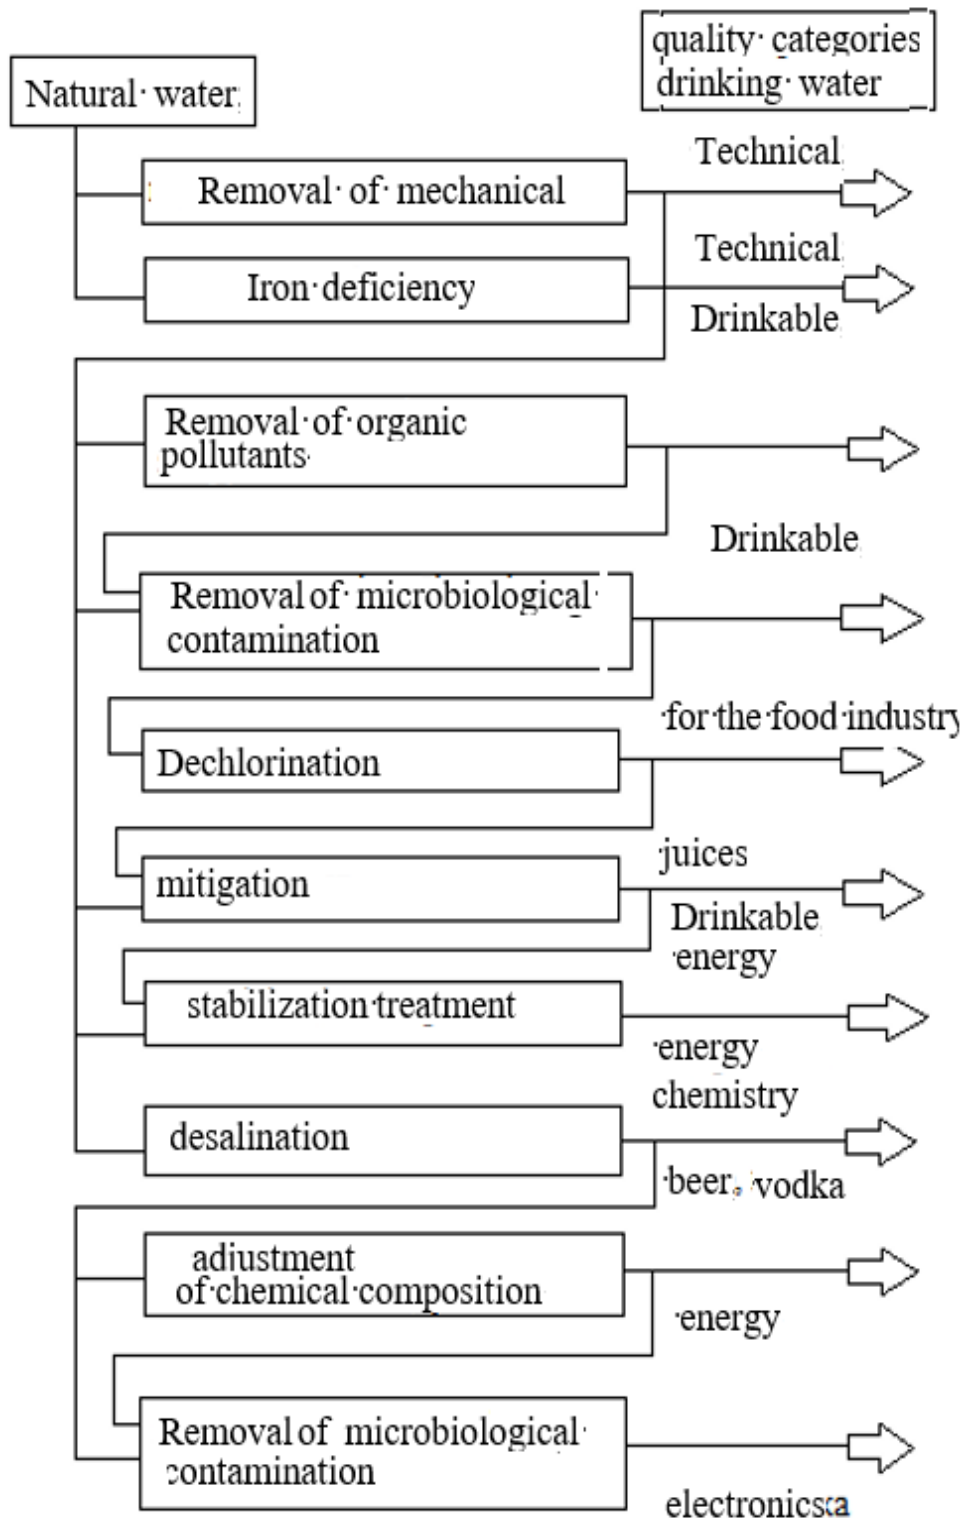 quality categories
drinking water
Natural water
Technical
Removal of mechanical
Technical
Iron deficiency
Drinkable
Removal of organic
pollutants
Drinkable
Removal of microbiological
contamination
for the food industry
Dechlorination
juices
mitigation
Drinkable
energy
stabilization treatment
energy
chemistry
desalination
beer, vodka
adjustment
of chemical composition
energy
Removal of microbiological
contamination
electronics